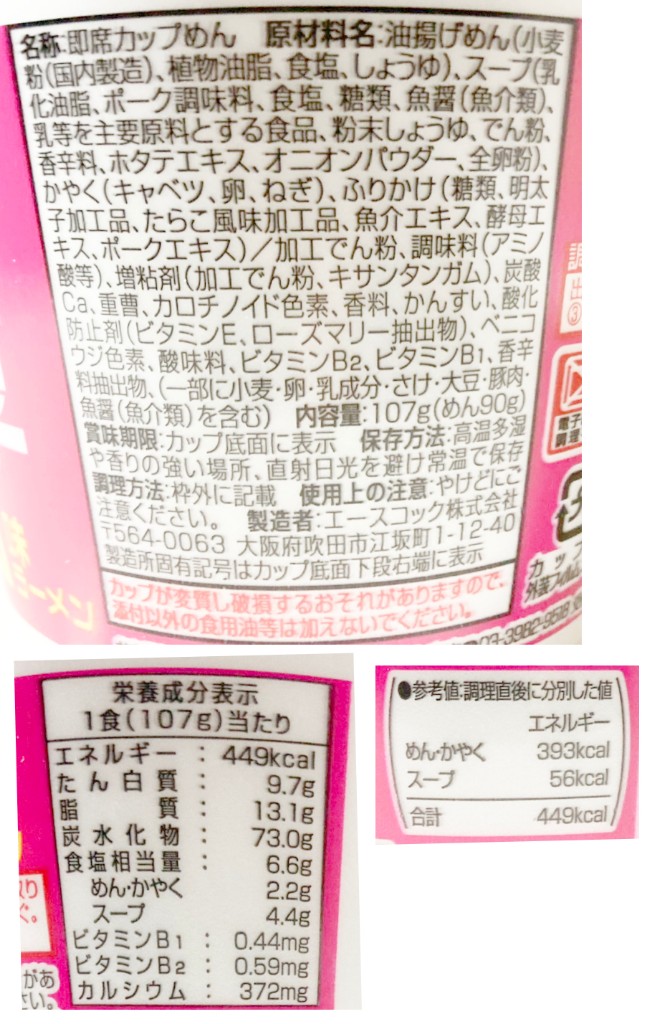 名称:即席カップめん　原材料名:油揚げめん(小麦
粉(国内製造)、植物油脂、食塩、しょうゆ)、スープ(乳
化油脂、ポーク調味料、食塩、糖類、魚醤(魚介類)、
乳等を主要原料とする食品、粉末しょうゆ、でん粉、
香辛料、ホタテエキス、オニオンパウダー、全卵粉)、
かやく(キャベツ、卵、ねぎ)、ふりかけ(糖類、明太
子加工品、たらこ風味加工品、魚介エキス、酵母エ
キス、ポークエキス)/加工でん粉、調味料(アミノ
酸等)、増粘剤(加工でん粉、キサンタンガム)、炭酸
Ca、重曹、カロチノイド色素、香料、かんすい、酸化
防止剤(ビタミンE、ローズマリー抽出物)、ベニコ
ウジ色素、酸味料、ビタミンB2、ビタミンB1、香辛
料抽出物、(一部に小麦・卵・乳成分・さけ・大豆・豚肉・
魚醤(魚介類)を含む)　内容量:107g(めん90g)
賞味期限:カップ底面に表示　保存方法:高温多湿
や香りの強い場所、直射日光を避け常温で保存
調理方法:枠外に記載　使用上の注意:やけどにご
注意ください。　製造者:エースコック株式会社
〒564-0063 大阪府吹田市江坂町1-12-40
製造所固有記号はカップ底面下段右端に表示
カップが変質し破損するおそれがありますので、
添付以外の食用油等は加えないでください。
味
ラーメン
調
出
③
電子
調理
カップ
外装フィルム
03-3982-9518
栄養成分表示
1食(107g)当たり
エネルギー : 449kcal
たん白質 : 9.7g
脂質 : 13.1g
炭水化物 : 73.0g
食塩相当量 : 6.6g
めん・かやく 2.2g
スープ 4.4g
ビタミンB1 : 0.44mg
ビタミンB2 : 0.59mg
カルシウム : 372mg
があ
い。
●参考値:調理直後に分別した値
エネルギー
めん・かやく 393kcal
スープ 56kcal
合計 449kcal